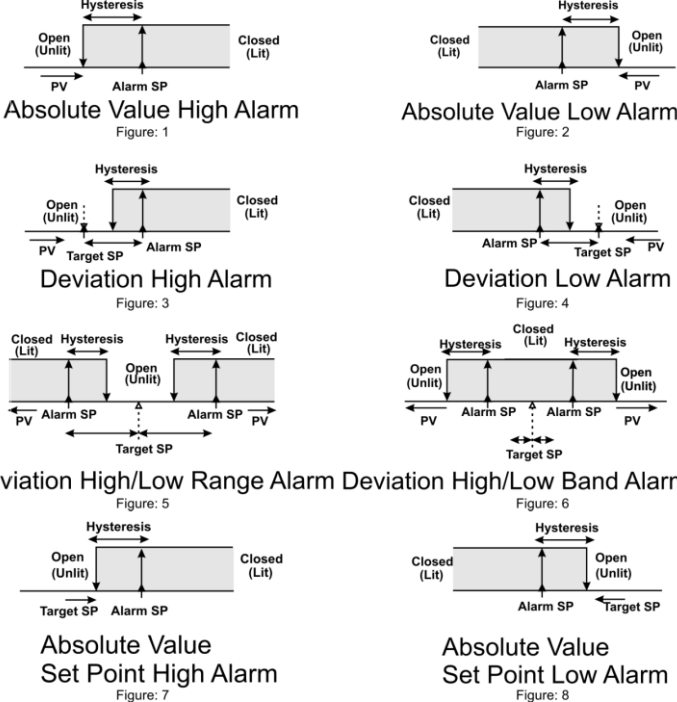 Hysteresis
Open
(Unlit)
Closed
(Lit)
PV
Alarm SP
Absolute Value High Alarm
Figure: 1
Hysteresis
Closed
(Lit)
Open
(Unlit)
Alarm SP
PV
Absolute Value Low Alarm
Figure: 2
Hysteresis
Open
(Unlit)
Closed
(Lit)
PV
Alarm SP
Target SP
Deviation High Alarm
Figure: 3
Hysteresis
Closed
(Lit)
Open
(Unlit)
Alarm SP
PV
Target SP
Deviation Low Alarm
Figure: 4
Closed
(Lit)
Hysteresis
Hysteresis
Closed
(Lit)
Open
(Unlit)
PV
Alarm SP
Alarm SP
PV
Target SP
viation High/Low Range Alarm
Figure: 5
Closed
(Lit)
Hysteresis
Hysteresis
Open
(Unlit)
Open
(Unlit)
PV
Alarm SP
Alarm SP
PV
Target SP
Deviation High/Low Band Alarm
Figure: 6
Hysteresis
Open
(Unlit)
Closed
(Lit)
Target SP
Alarm SP
Absolute Value
Set Point High Alarm
Figure: 7
Hysteresis
Closed
(Lit)
Open
(Unlit)
Alarm SP
Target SP
Absolute Value
Set Point Low Alarm
Figure: 8